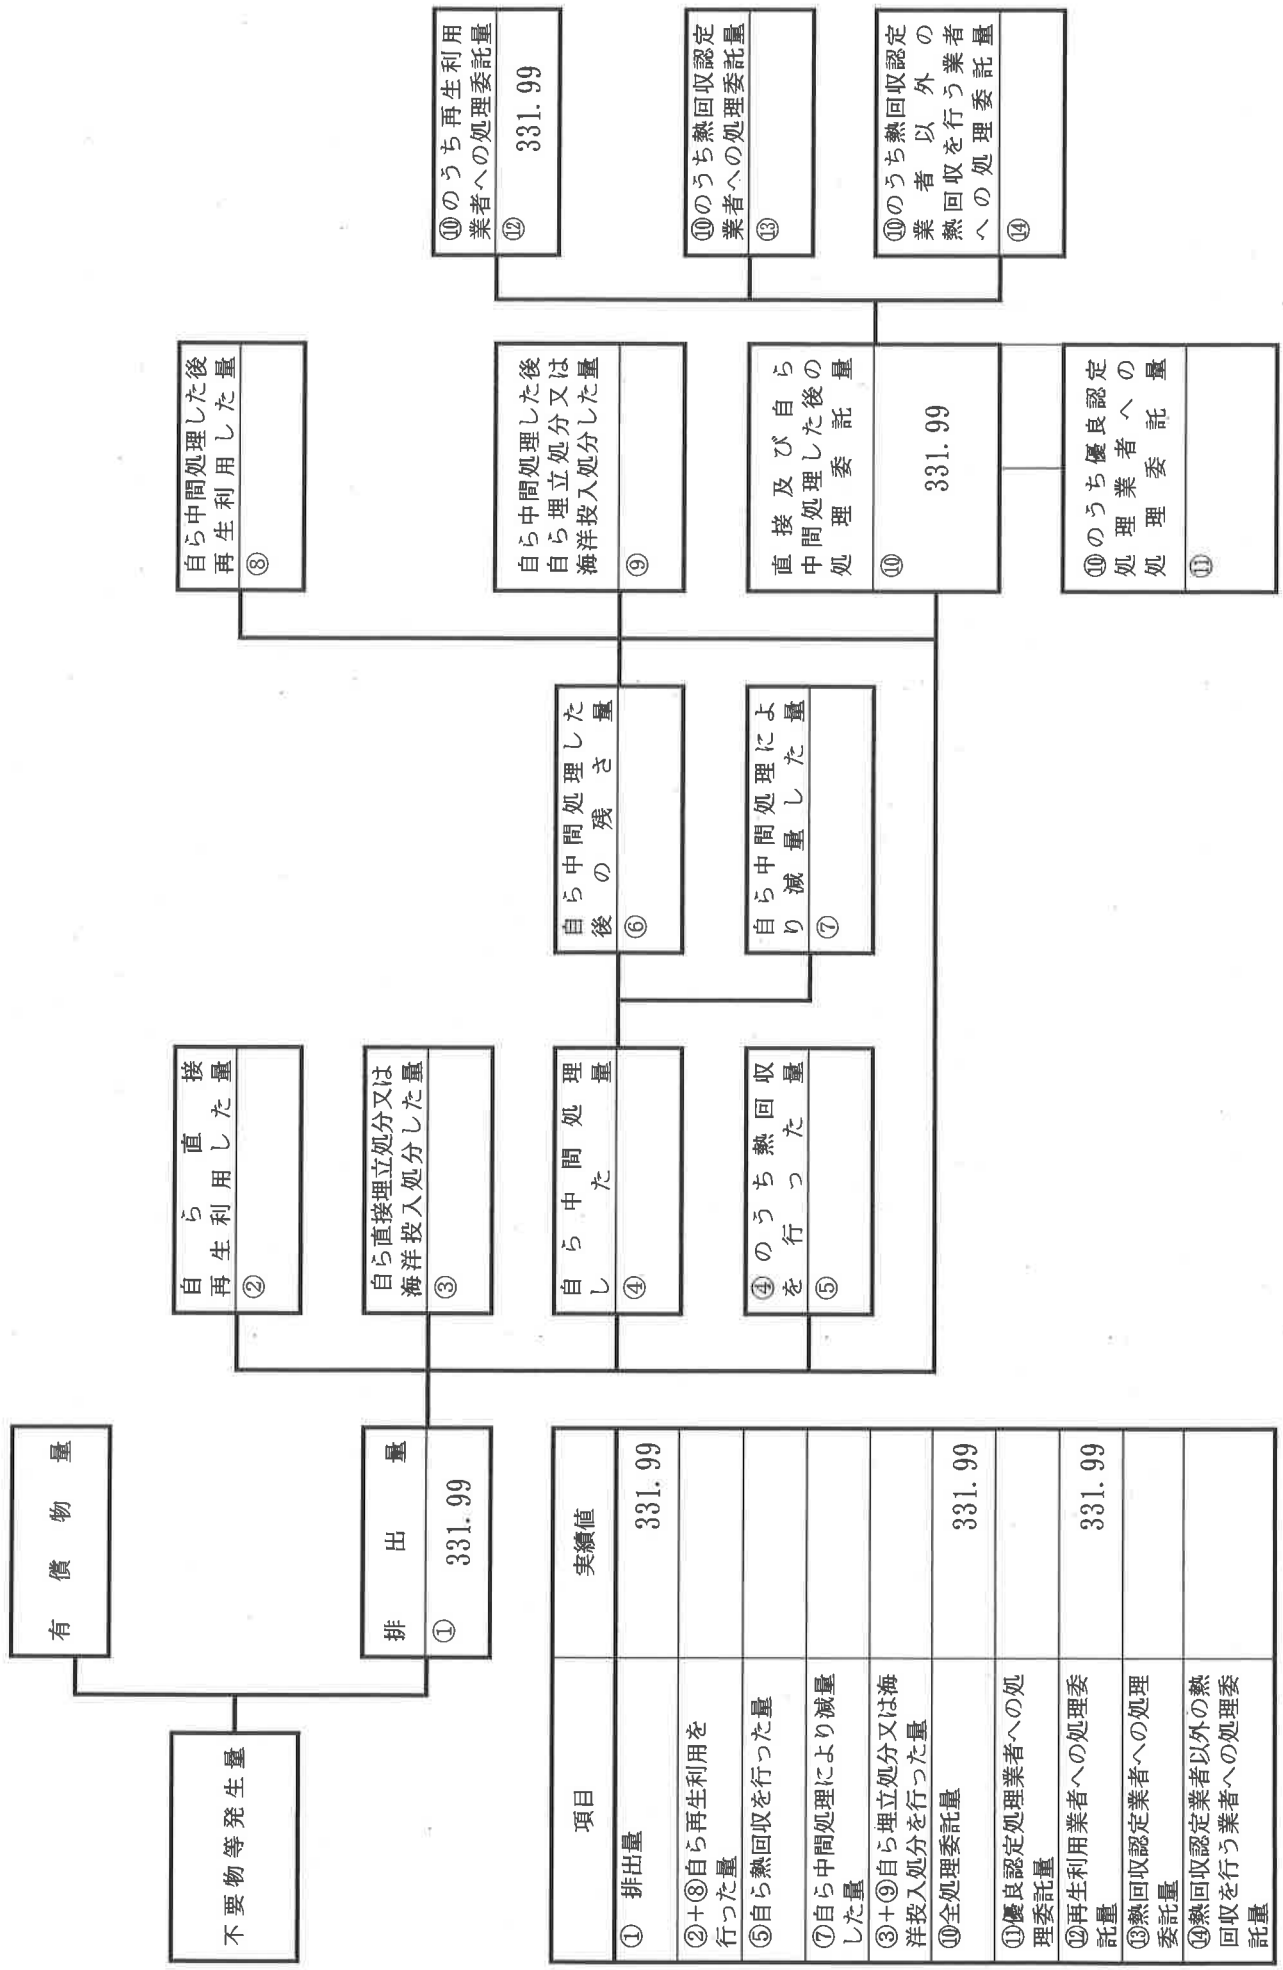 不要物等発生量
有償物量
排出量
①
331.99
自ら直接
再生利用した量
②
自ら直接埋立処分又は
海洋投入処分した量
③
自ら中間処理
した量
④
④のうち熱回収
を行った量
⑤
自ら中間処理した
後の残さ量
⑥
自ら中間処理によ
り減量した量
⑦
自ら中間処理した後
再生利用した量
⑧
自ら中間処理した後
自ら埋立処分又は
海洋投入処分した量
⑨
直接及び自ら
中間処理した後の
処理委託量
⑩
331.99
⑩のうち優良認定
処理業者への
処理委託量
⑪
⑩のうち再生利用
業者への処理委託量
⑫
331.99
⑩のうち熱回収認定
業者への処理委託量
⑬
⑩のうち熱回収認定
業者以外の
熱回収を行う業者
への処理委託量
⑭
項目 実績値
① 排出量 331.99
②+⑧自ら再生利用を
行った量
⑤自ら熱回収を行った量
⑦自ら中間処理により減量
した量
③+⑨自ら埋立処分又は海
洋投入処分を行った量
⑩全処理委託量 331.99
⑪優良認定処理業者への処
理委託量
⑫再生利用業者への処理委
託量 331.99
⑬熱回収認定業者への処理
委託量
⑭熱回収認定業者以外の熱
回収を行う業者への処理委
託量